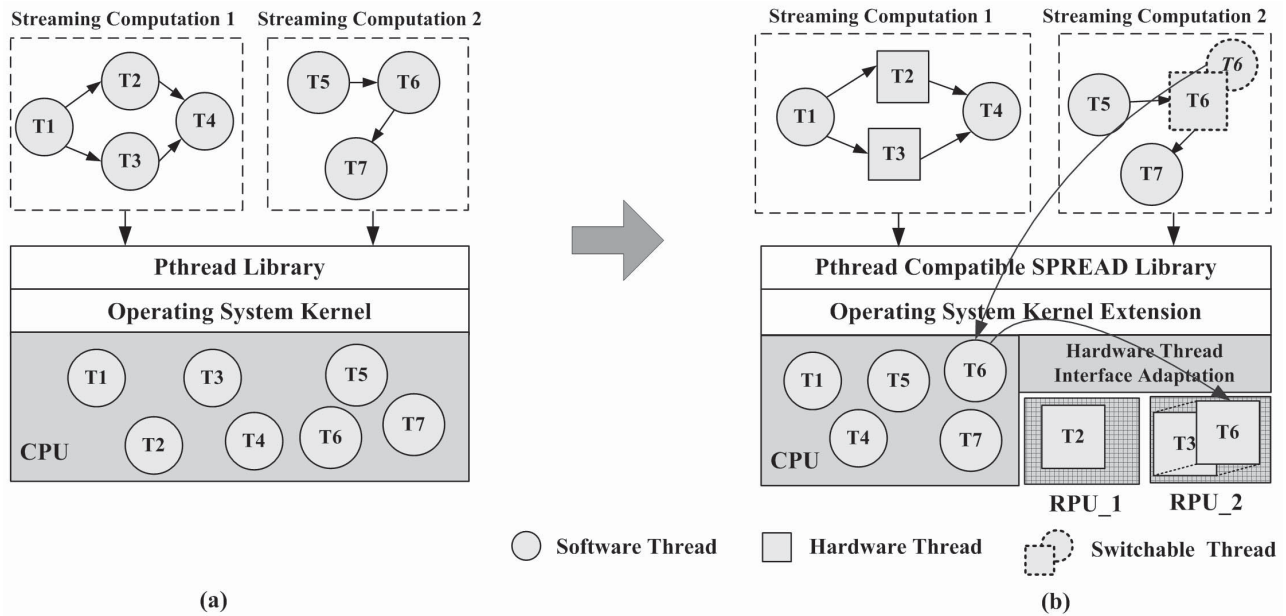 Streaming Computation 1
Streaming Computation 2
T1
T2
T3
T4
T5
T6
T7
Pthread Library
Operating System Kernel
T1
T3
T5
T2
T4
T6
T7
CPU
(a)
Streaming Computation 1
Streaming Computation 2
T1
T2
T3
T4
T6
T5
T6
T7
Pthread Compatible SPREAD Library
Operating System Kernel Extension
Hardware Thread
Interface Adaptation
T1
T5
T6
T4
T7
CPU
T2
T3
T6
RPU_1
RPU_2
Software Thread
Hardware Thread
Switchable Thread
(b)